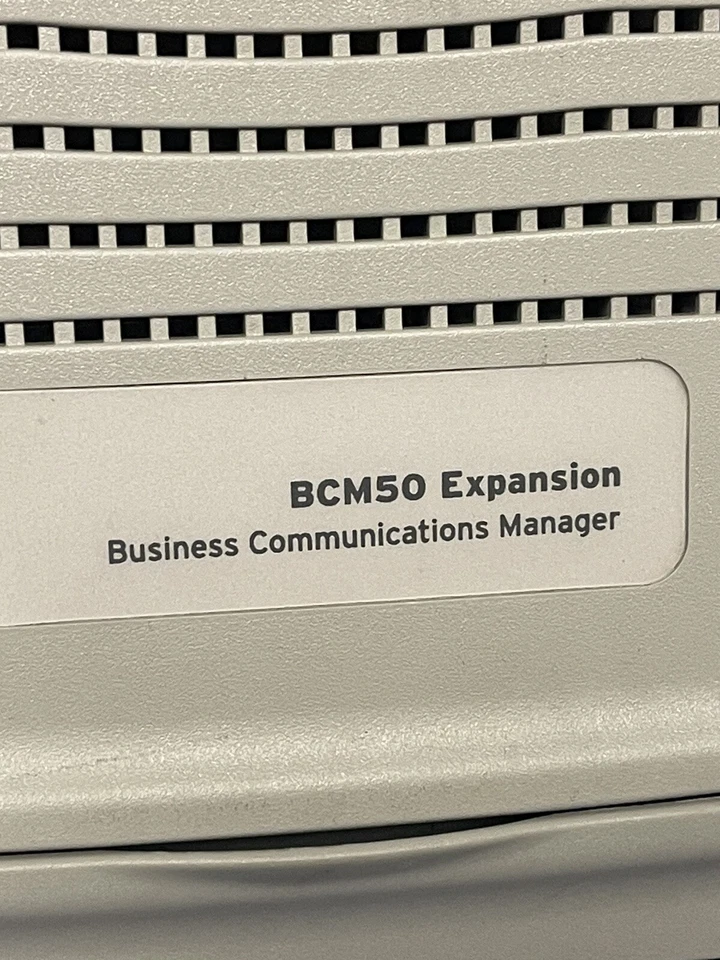 BCM50 Expansion
Business Communications Manager